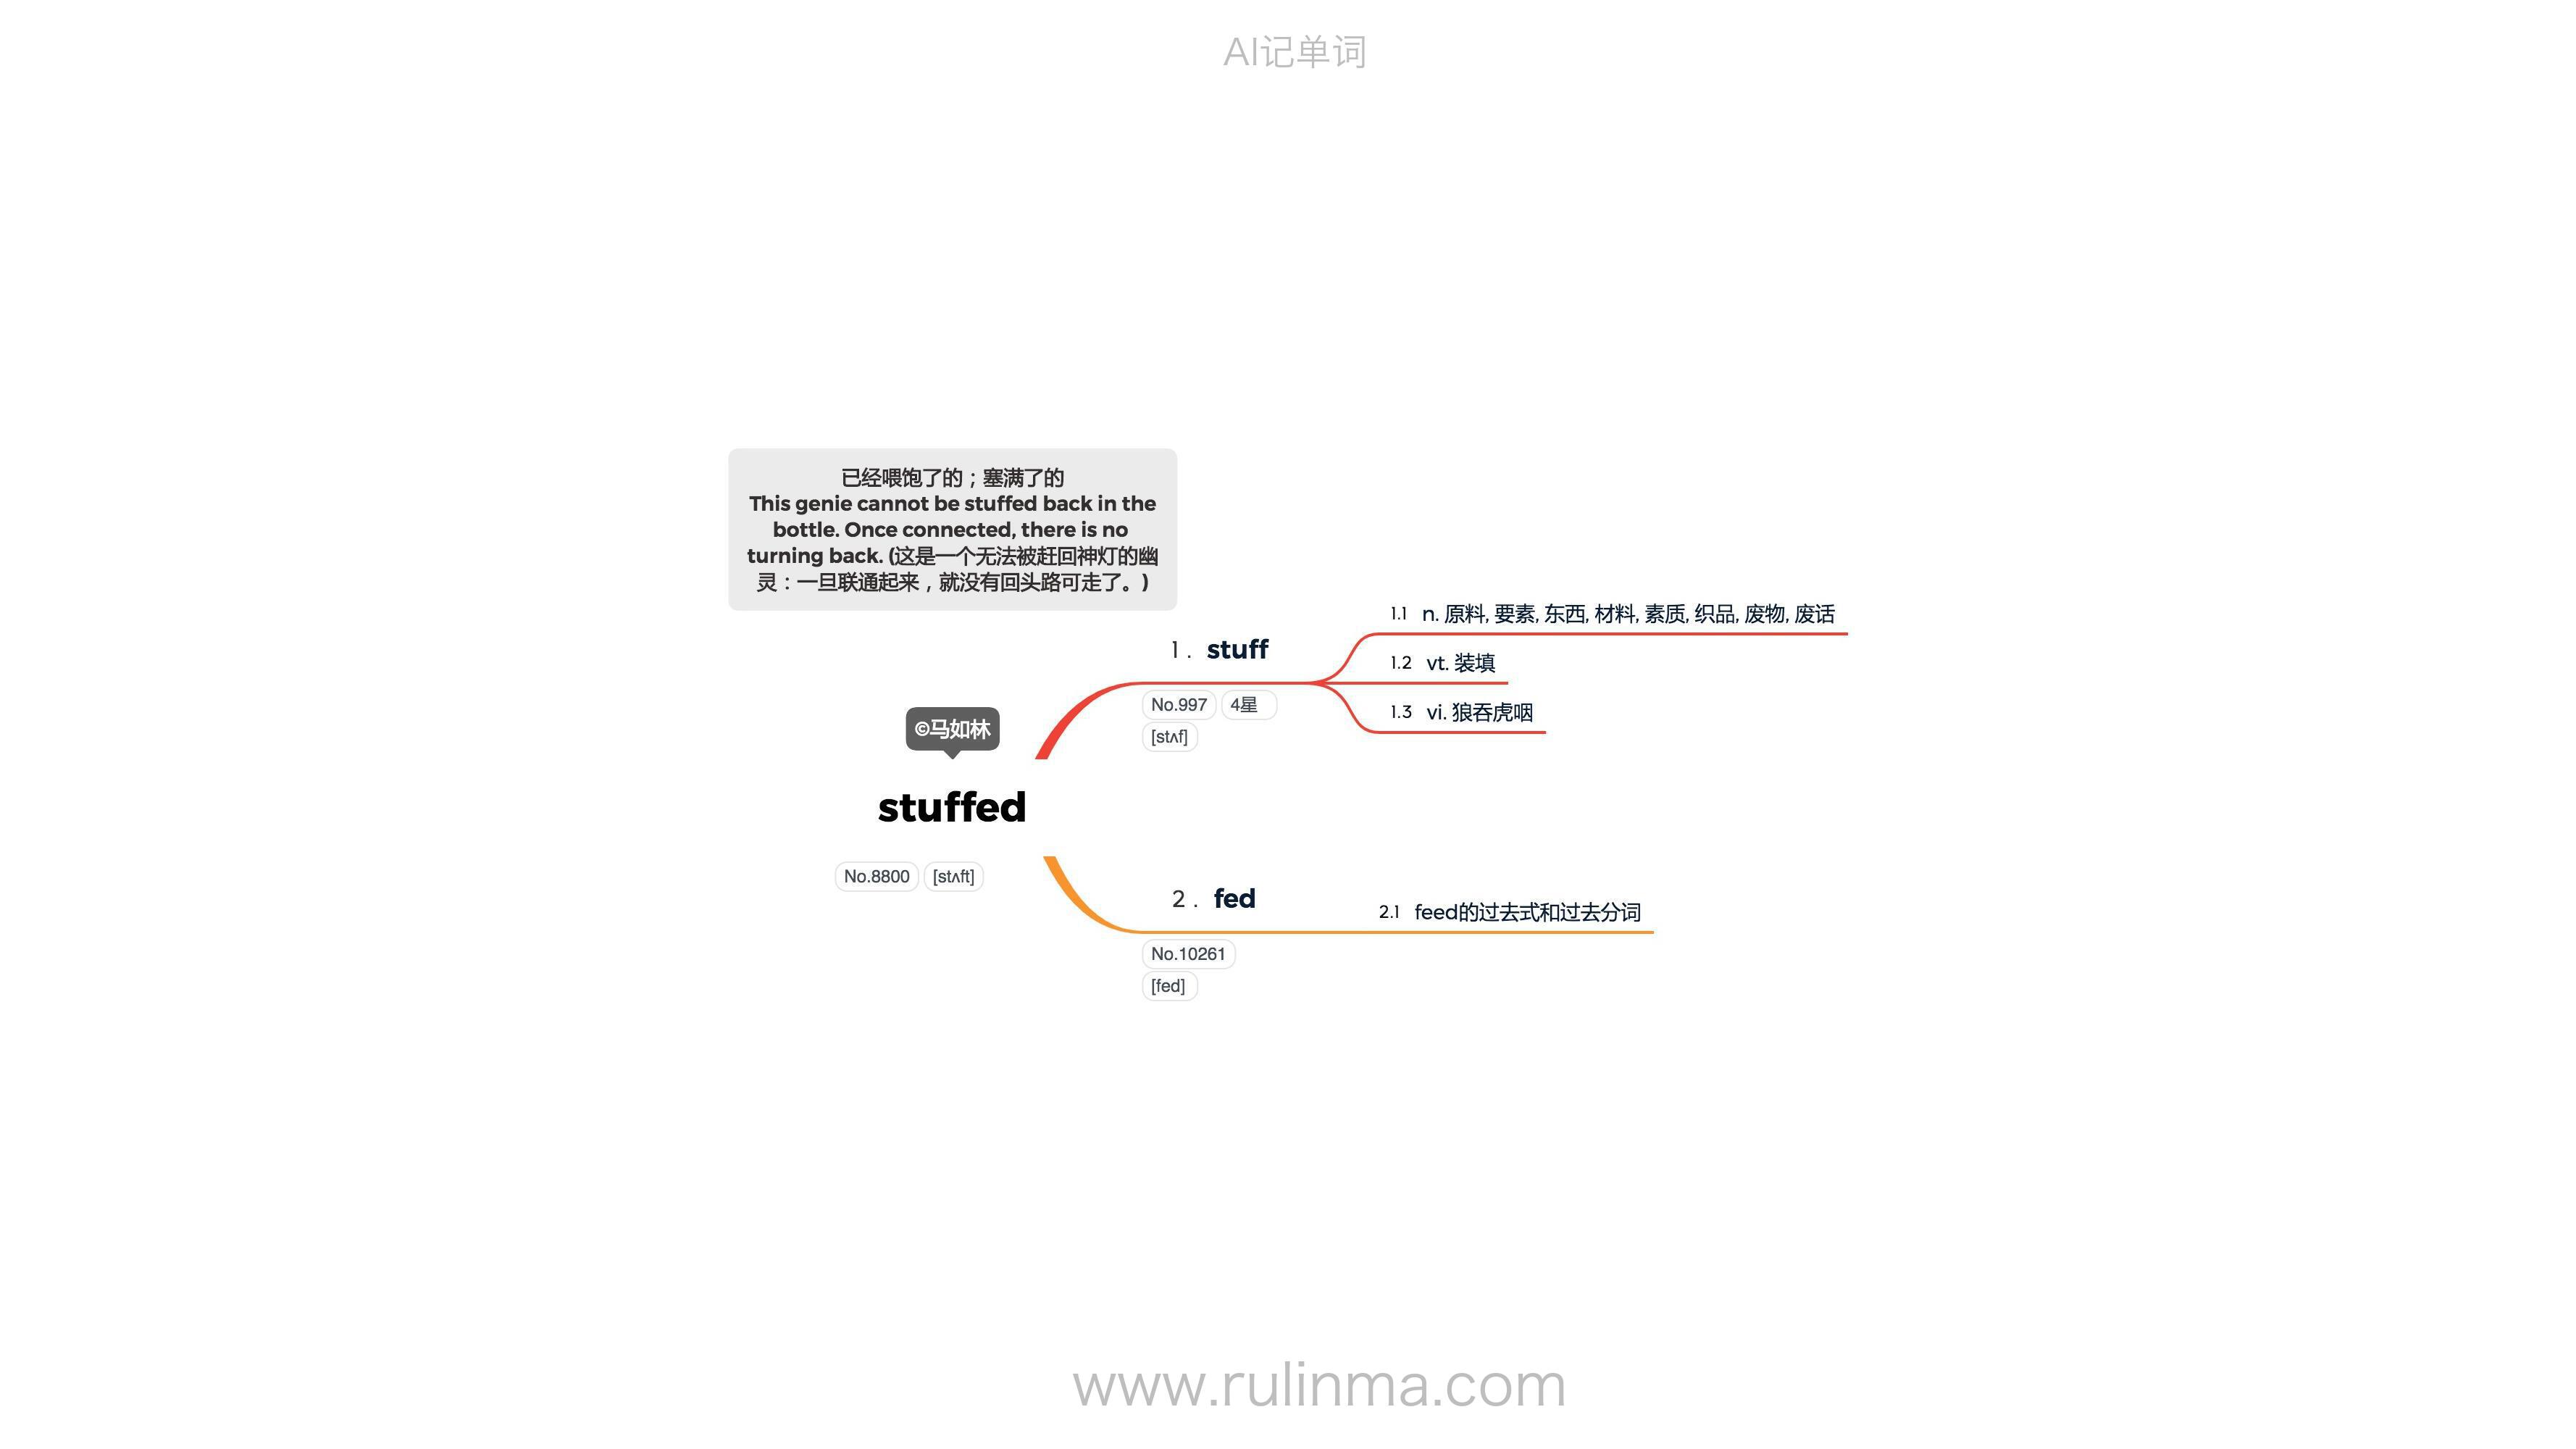 AI记单词
已经喂饱了的；塞满了的
This genie cannot be stuffed back in the
bottle. Once connected, there is no
turning back. (这是一个无法被赶回神灯的幽
灵：一旦联通起来，就没有回头路可走了。)
©马如林
stuffed
No.8800 [stʌft]
1. stuff
No.997 4星
[stʌf]
1.1 n. 原料, 要素, 东西, 材料, 素质, 织品, 废物, 废话
1.2 vt. 装填
1.3 vi. 狼吞虎咽
2. fed
No.10261
[fed]
2.1 feed的过去式和过去分词
www.rulinma.com